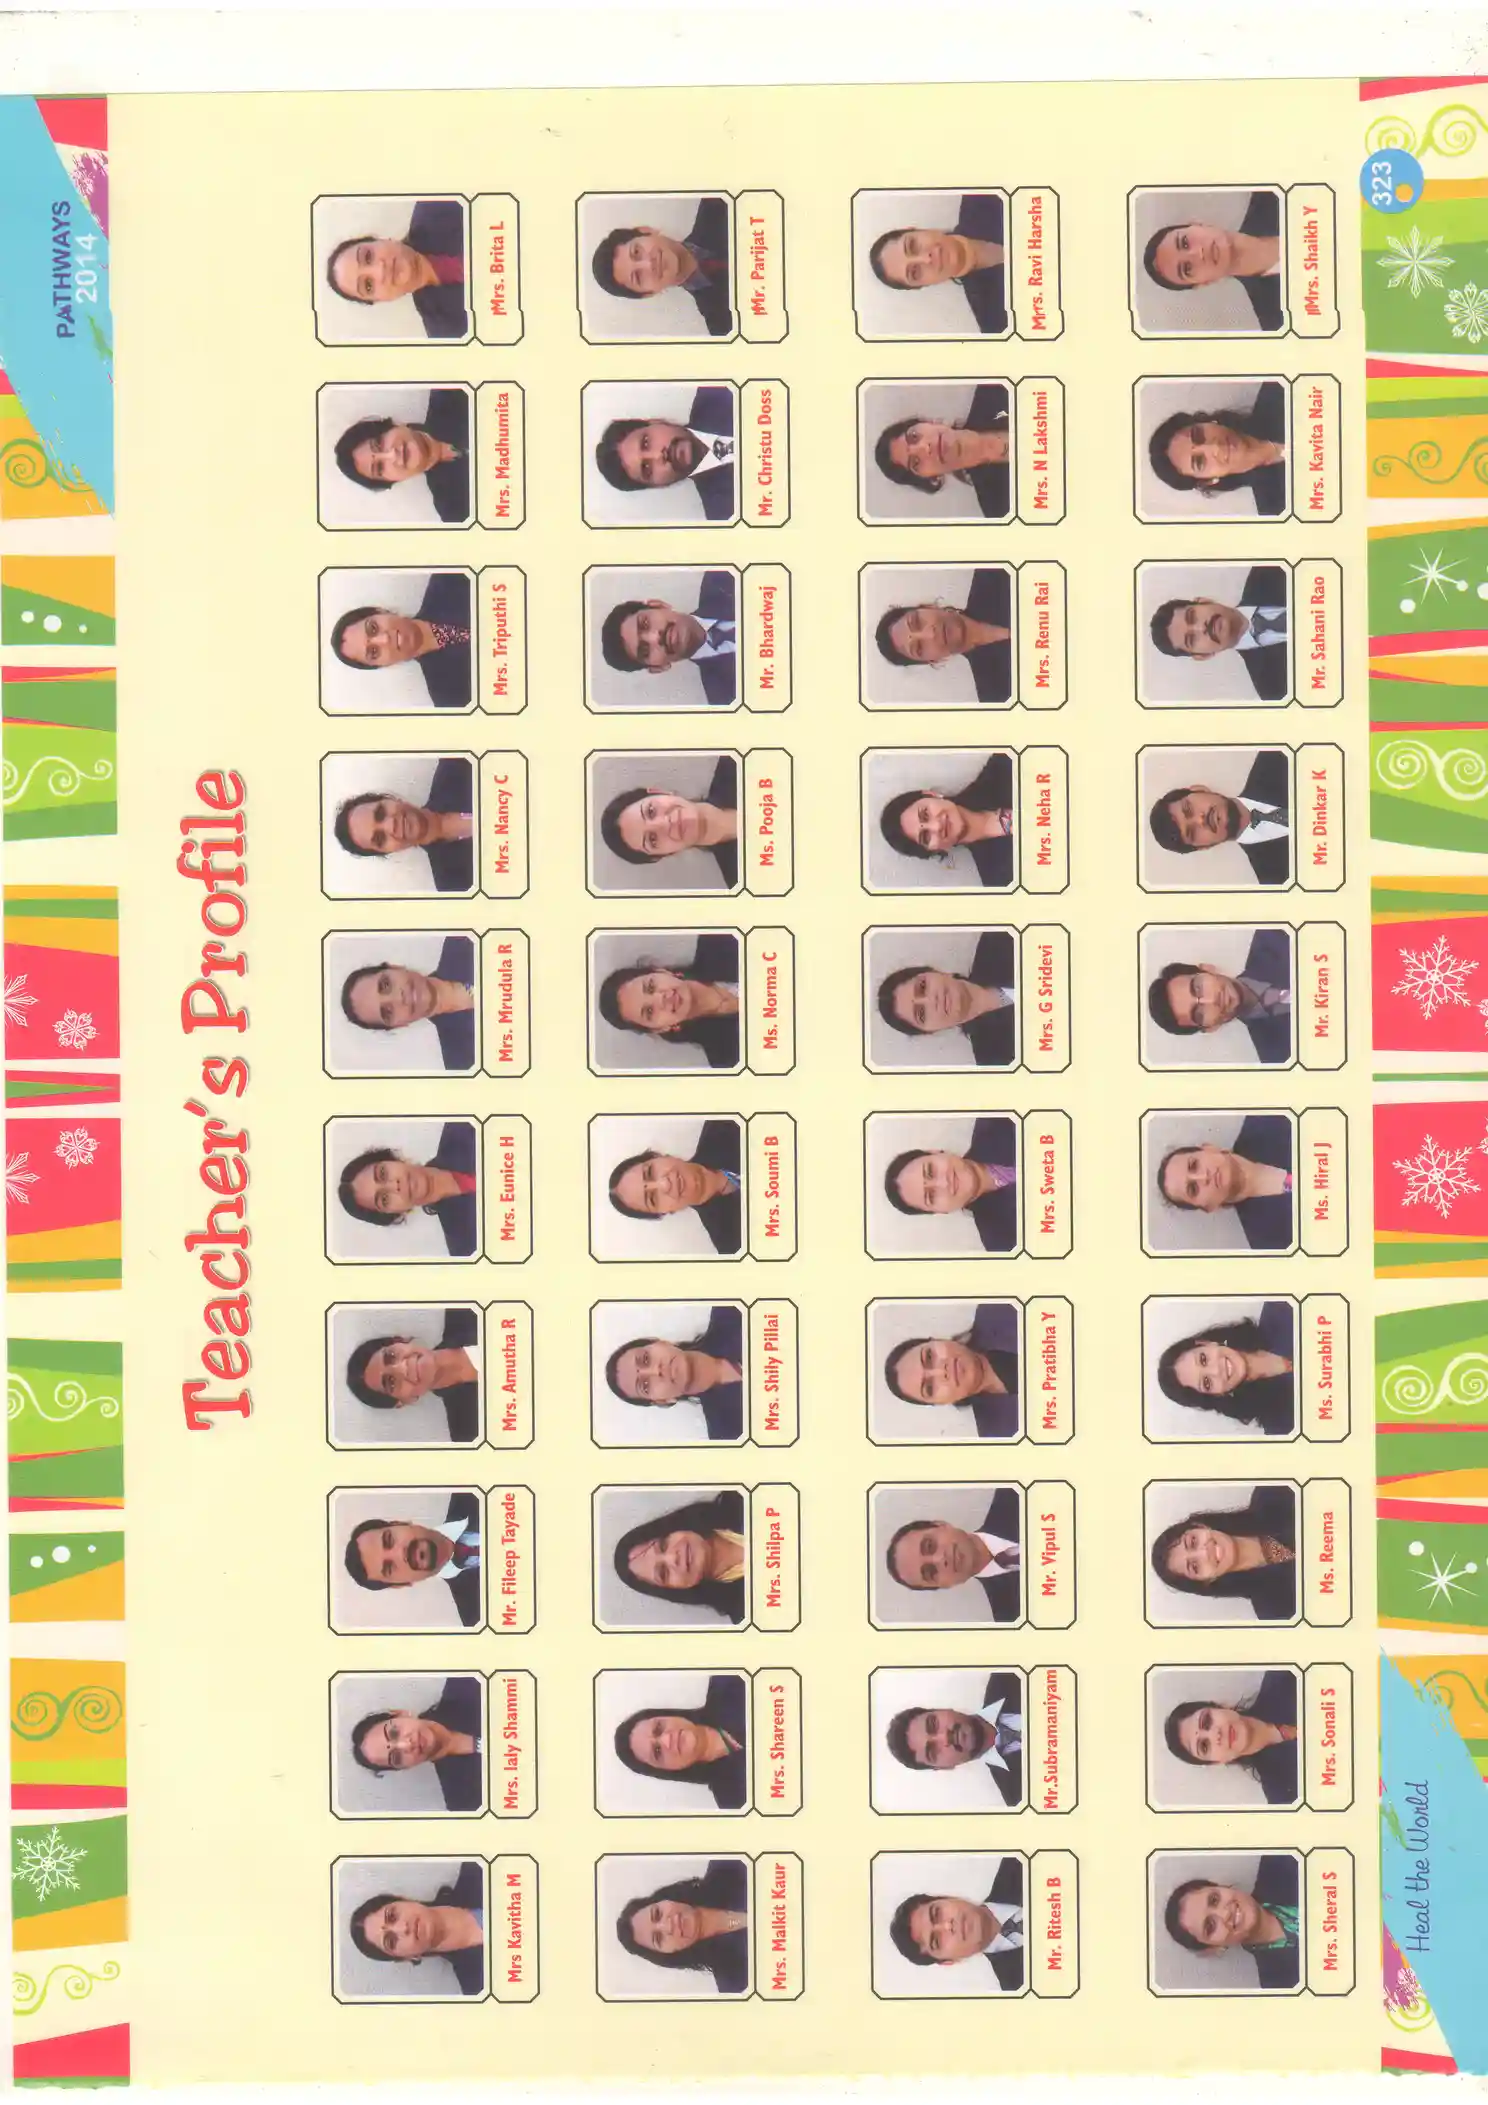 PATHWAYS
2014
Teacher's Profile
Mrs Kavitha M
Mrs. Ialy Shammi
Mr. Fileep Tayade
Mrs. Amutha R
Mrs. Eunice H
Mrs. Mrudula R
Mrs. Nancy C
Mrs. Triputhi S
Mrs. Madhumita
Mrs. Brita L
Mrs. Malkit Kaur
Mrs. Shareen S
Mrs. Shilpa P
Mrs. Shily Pillai
Mrs. Soumi B
Ms. Norma C
Ms. Pooja B
Mr. Bhardwaj
Mr. Christu Doss
Mr. Parijat T
Mr. Ritesh B
Mr.Subramaniyam
Mr. Vipul S
Mrs. Pratibha Y
Mrs. Sweta B
Mrs. G Sridevi
Mrs. Neha R
Mrs. Renu Rai
Mrs. N Lakshmi
Mrs. Ravi Harsha
Mrs. Sheral S
Mrs. Sonali S
Ms. Reema
Ms. Surabhi P
Ms. Hiral J
Mr. Kiran S
Mr. Dinkar K
Mr. Sahani Rao
Mrs. Kavita Nair
Mrs. Shaikh Y
Heal the World
323